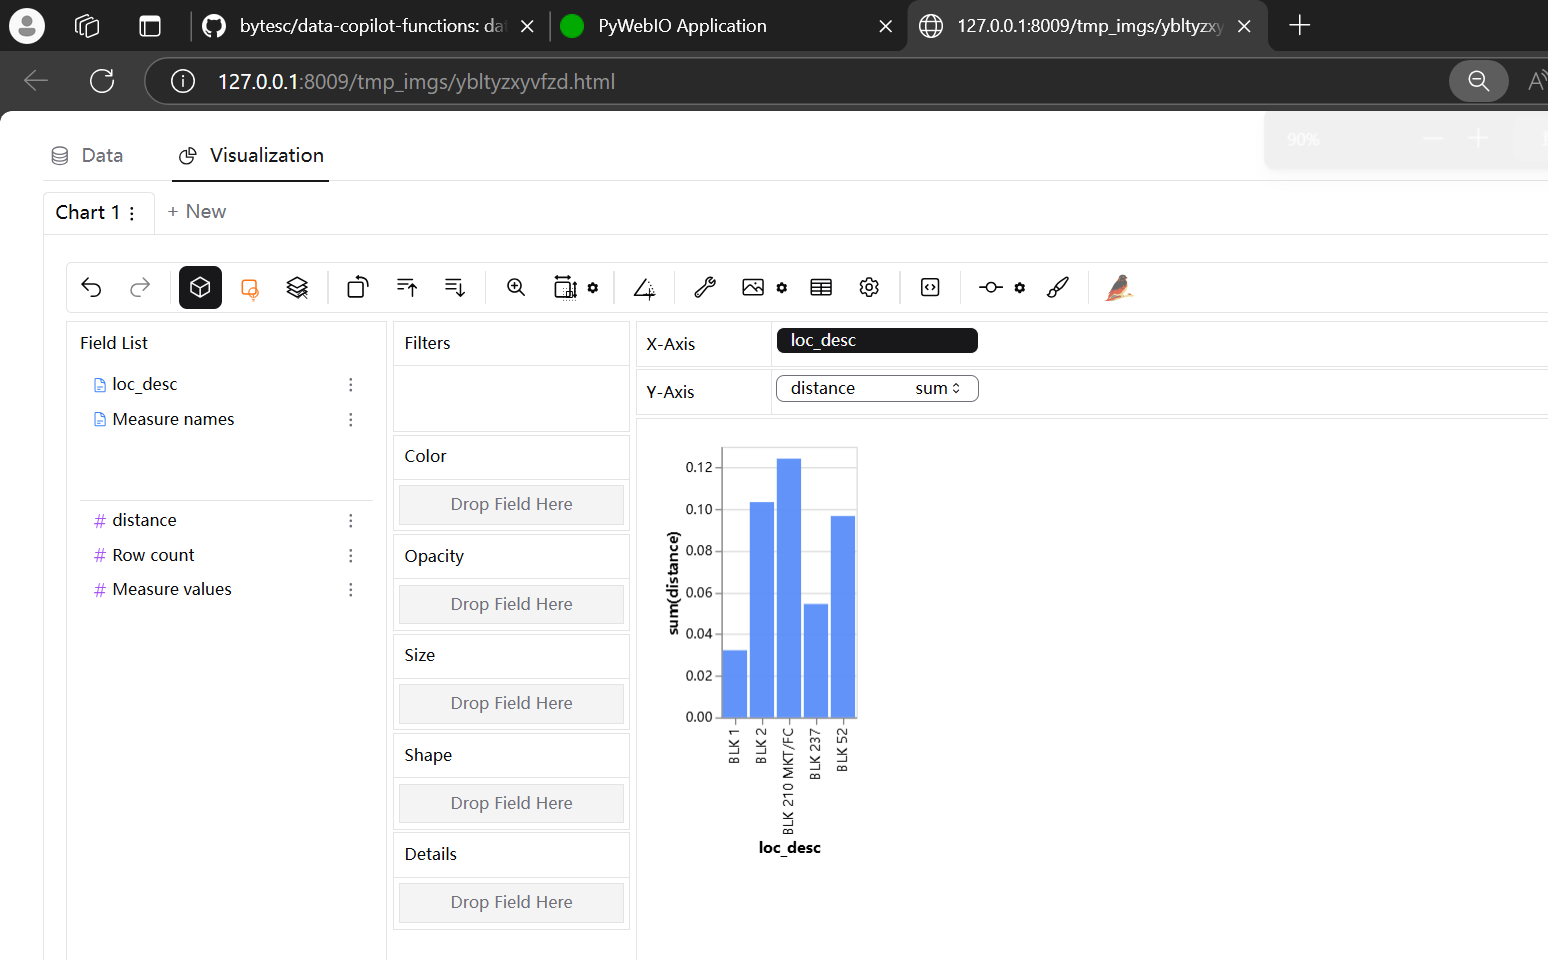 bytesc/data-copilot-functions: dat
PyWebIO Application
127.0.0.1:8009/tmp_imgs/ybltyzxy
127.0.0.1:8009/tmp_imgs/ybltyzxyvfzd.html
90%
Data
Visualization
Chart 1
+ New
Field List
loc_desc
Measure names
# distance
# Row count
# Measure values
Filters
Color
Drop Field Here
Opacity
Drop Field Here
Size
Drop Field Here
Shape
Drop Field Here
Details
Drop Field Here
X-Axis
loc_desc
Y-Axis
distance sum
sum(distance)
0.12
0.10
0.08
0.06
0.04
0.02
0.00
BLK 1
BLK 2
BLK 210 MKT/FC
BLK 237
BLK 52
loc_desc